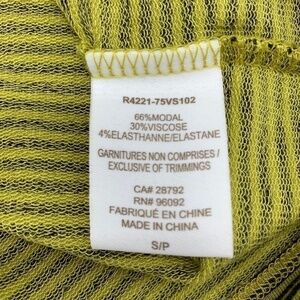 R4221-75VS102
66%MODAL
30%VISCOSE
4%ELASTHANNE/ELASTANE
GARNITURES NON COMPRISES /
EXCLUSIVE OF TRIMMINGS
CA# 28792
RN# 96092
FABRIQUÉ EN CHINE
MADE IN CHINA
S/P